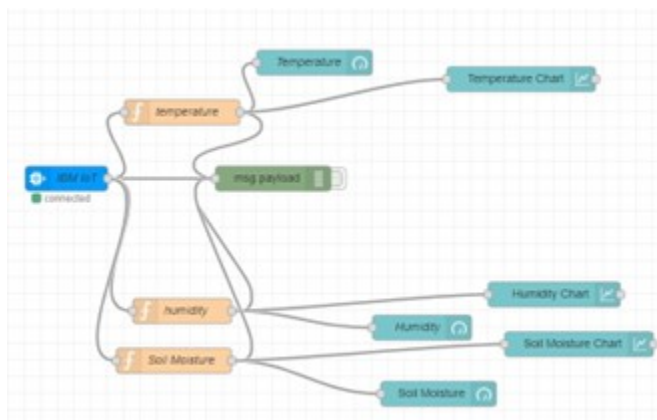 Temperature
Temperature Chart
temperature
IBM IoT
msg.payload
connected
Humidity Chart
humidity
Humidity
Soil Moisture Chart
Soil Moisture
Soil Moisture